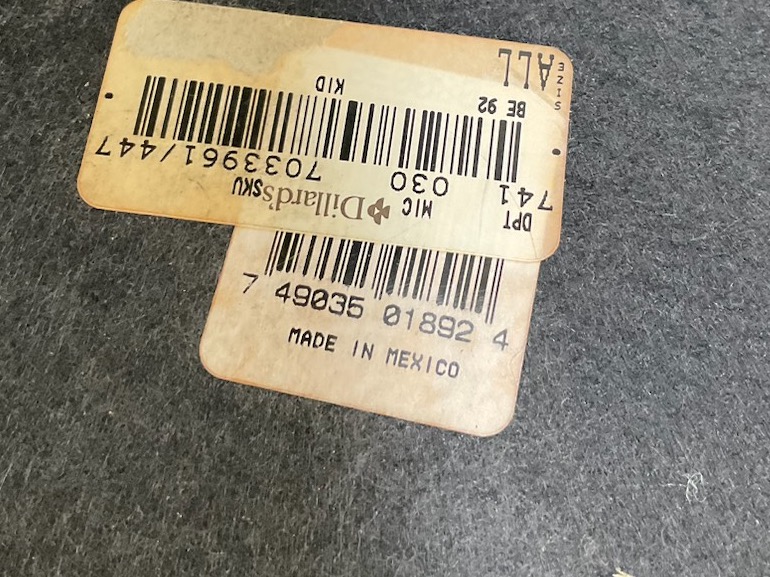 Dillard's
DPT MIC SKU
741 030 7033961/447
BE 92 KID
SIZE ALL
7 49035 01892 4
MADE IN MEXICO